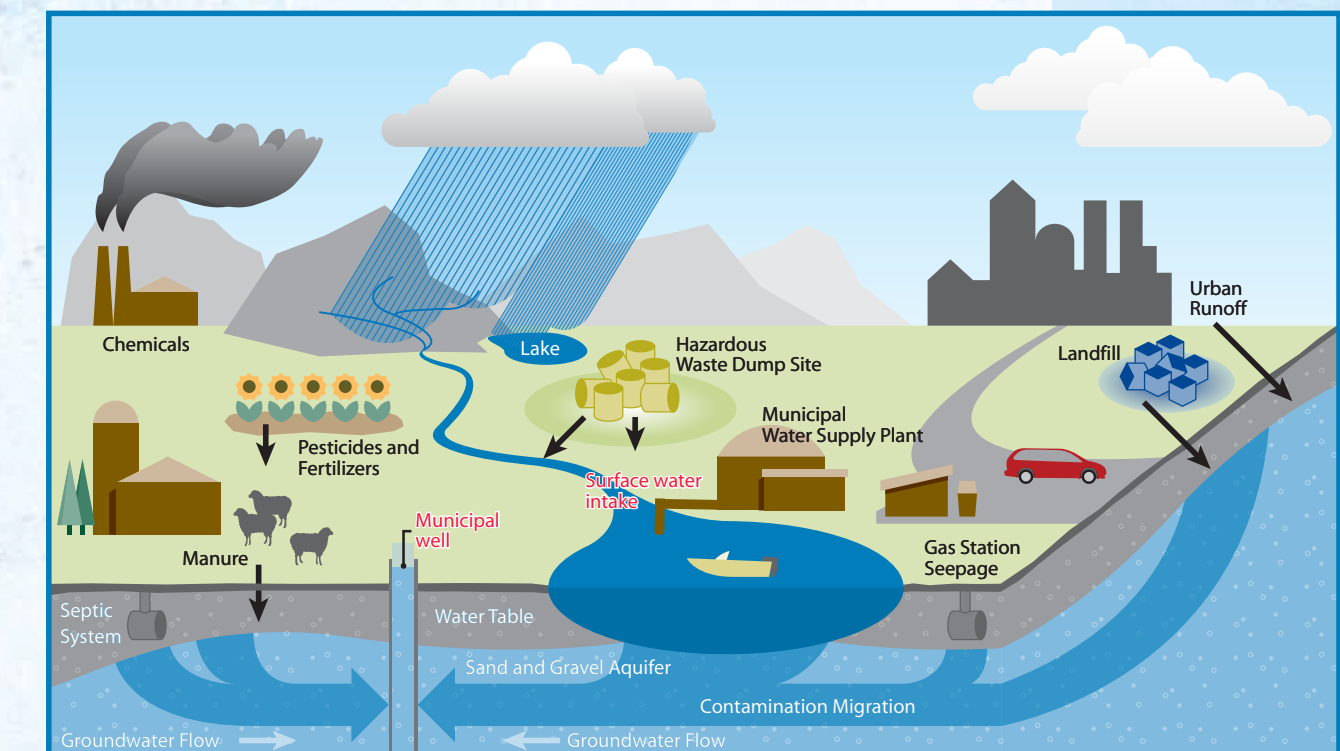 Urban
Runoff
Chemicals
Lake
Hazardous
Waste Dump Site
Landfill
Municipal
Water Supply Plant
Pesticides and
Fertilizers
Surface water
intake
Municipal
well
Manure
Gas Station
Seepage
Septic
System
Water Table
Sand and Gravel Aquifer
Contamination Migration
Groundwater Flow
Groundwater Flow